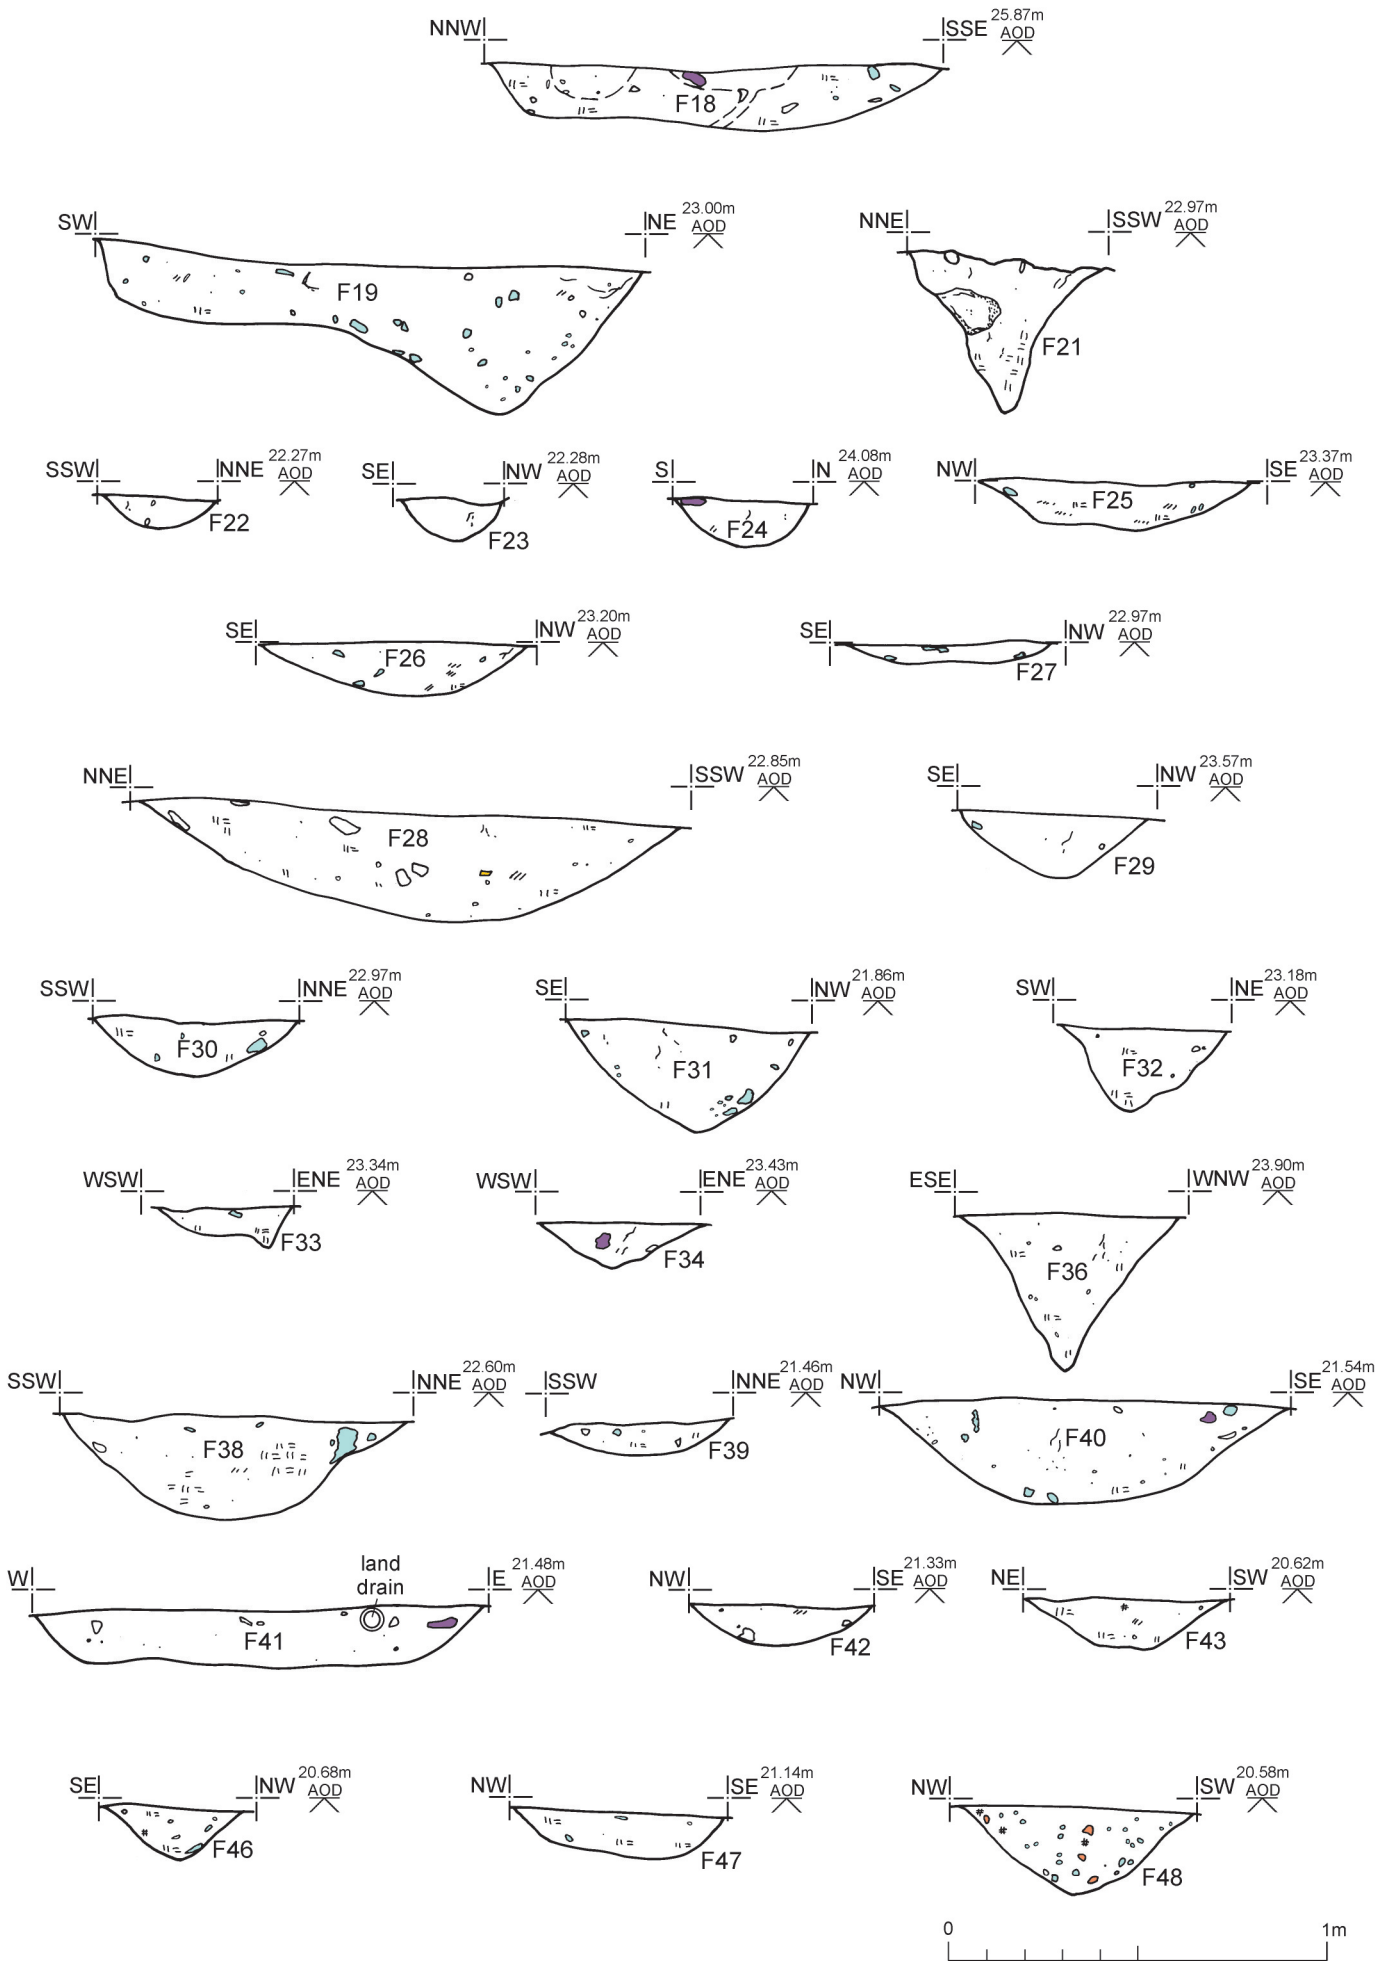 NNW SSE 25.87m
AOD
F18
SW NE 23.00m
AOD
F19
NNE SSW 22.97m
AOD
F21
SSW NNE 22.27m
AOD
F22
SE NW 22.28m
AOD
F23
S N 24.08m
AOD
F24
NW SE 23.37m
AOD
F25
SE NW 23.20m
AOD
F26
SE NW 22.97m
AOD
F27
NNE SSW 22.85m
AOD
F28
SE NW 23.57m
AOD
F29
SSW NNE 22.97m
AOD
F30
SE NW 21.86m
AOD
F31
SW NE 23.18m
AOD
F32
WSW ENE 23.34m
AOD
F33
WSW ENE 23.43m
AOD
F34
ESE WNW 23.90m
AOD
F36
SSW NNE 22.60m
AOD
F38
SSW NNE 21.46m
AOD
F39
NW SE 21.54m
AOD
F40
W E 21.48m
AOD
land
drain
F41
NW SE 21.33m
AOD
F42
NE SW 20.62m
AOD
F43
SE NW 20.68m
AOD
F46
NW SE 21.14m
AOD
F47
NW SW 20.58m
AOD
F48
0 1m